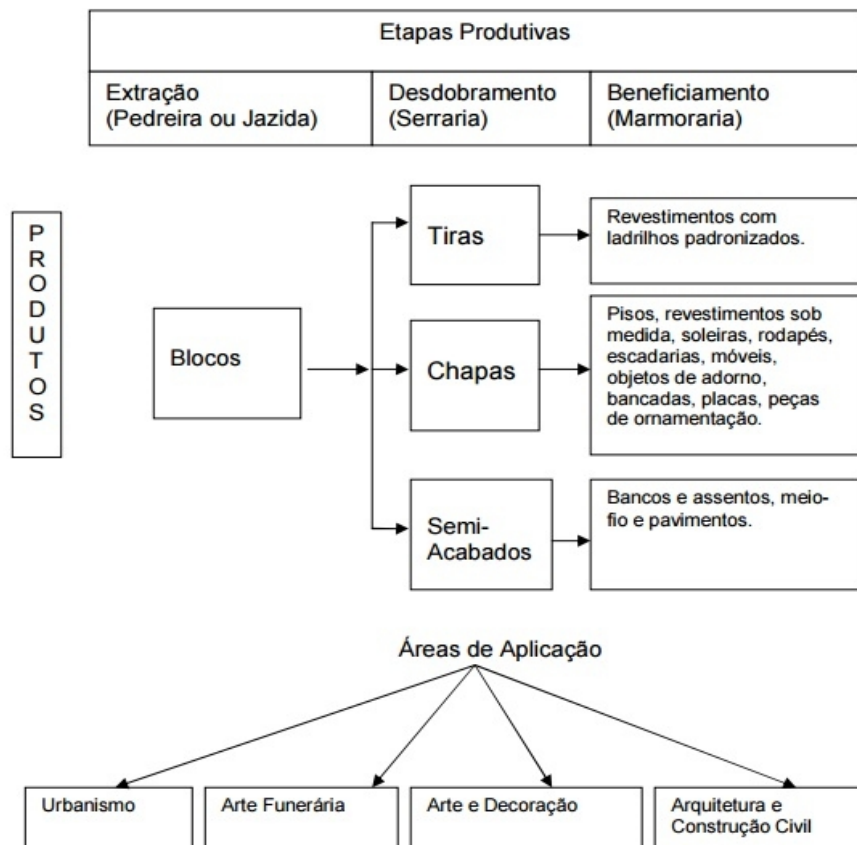 Etapas Produtivas
Extração
(Pedreira ou Jazida)
Desdobramento
(Serraria)
Beneficiamento
(Marmoraria)
PRODUTOS
Blocos
Tiras
Revestimentos com
ladrilhos padronizados.
Chapas
Pisos, revestimentos sob
medida, soleiras, rodapés,
escadarias, móveis,
objetos de adorno,
bancadas, placas, peças
de ornamentação.
Semi-
Acabados
Bancos e assentos, meio-
fio e pavimentos.
Áreas de Aplicação
Urbanismo
Arte Funerária
Arte e Decoração
Arquitetura e
Construção Civil